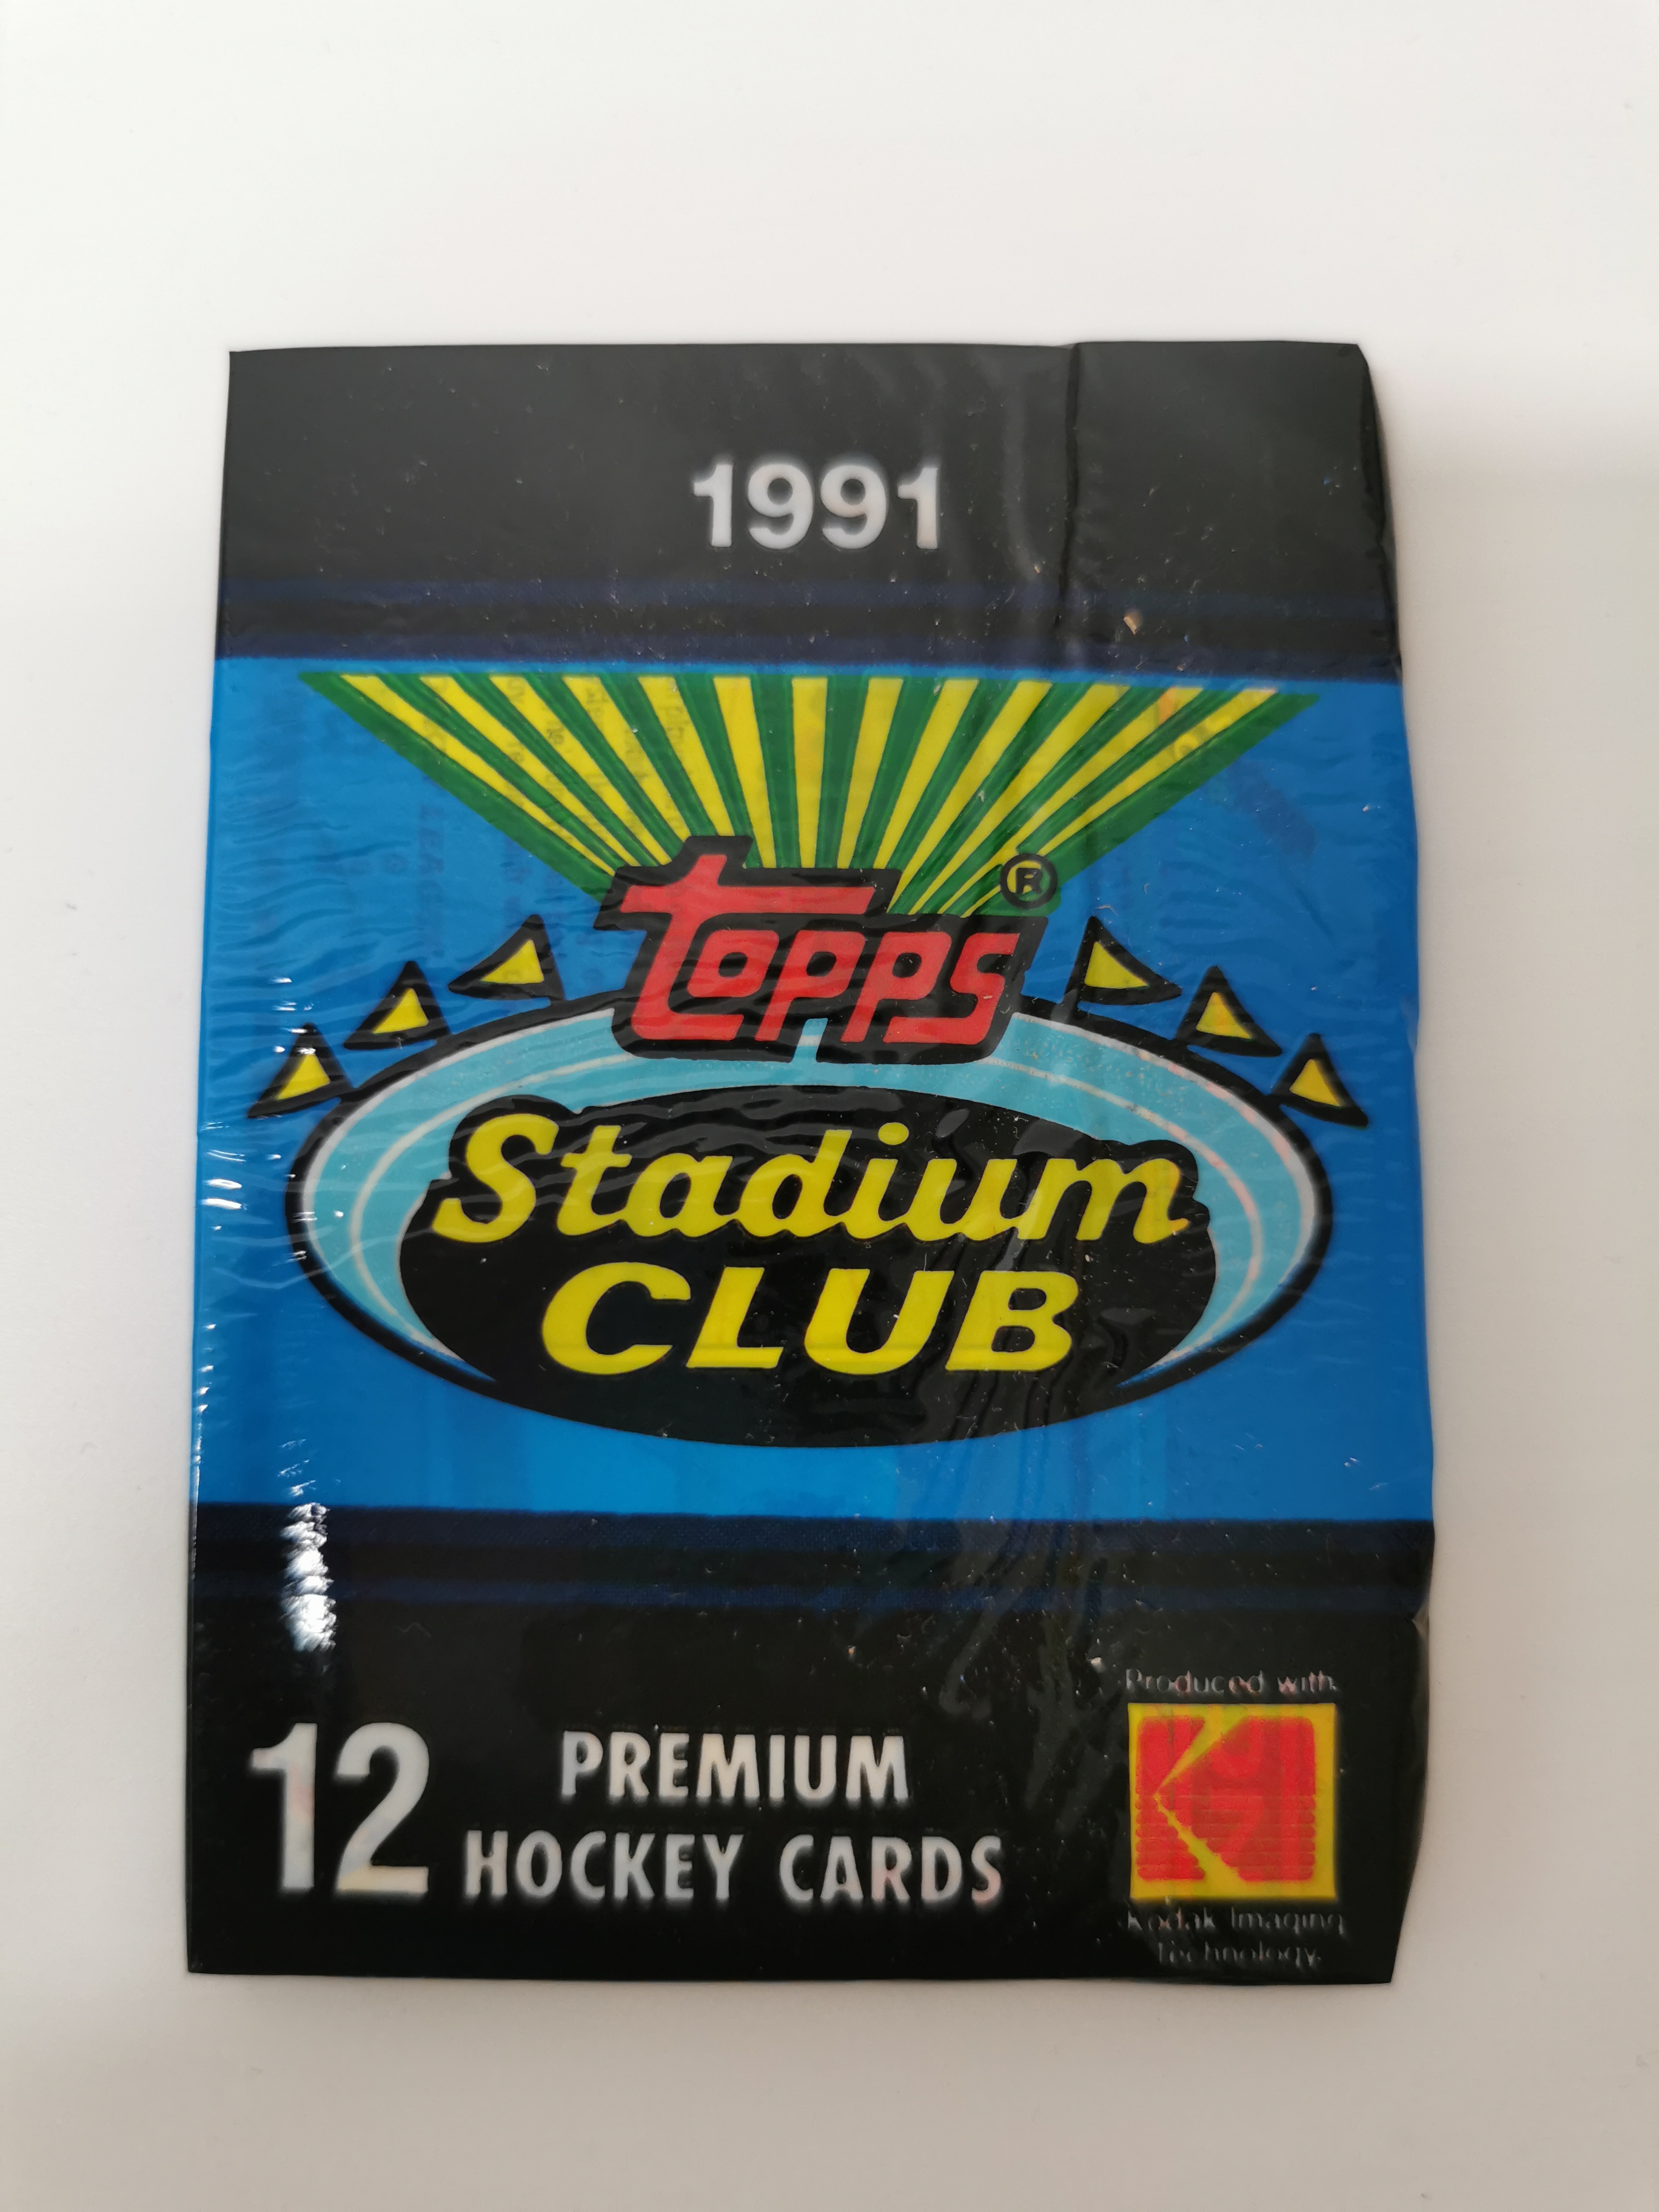 1991
topps®
Stadium
CLUB
12
PREMIUM
HOCKEY CARDS
Produced with
Kodak Imaging
Technology